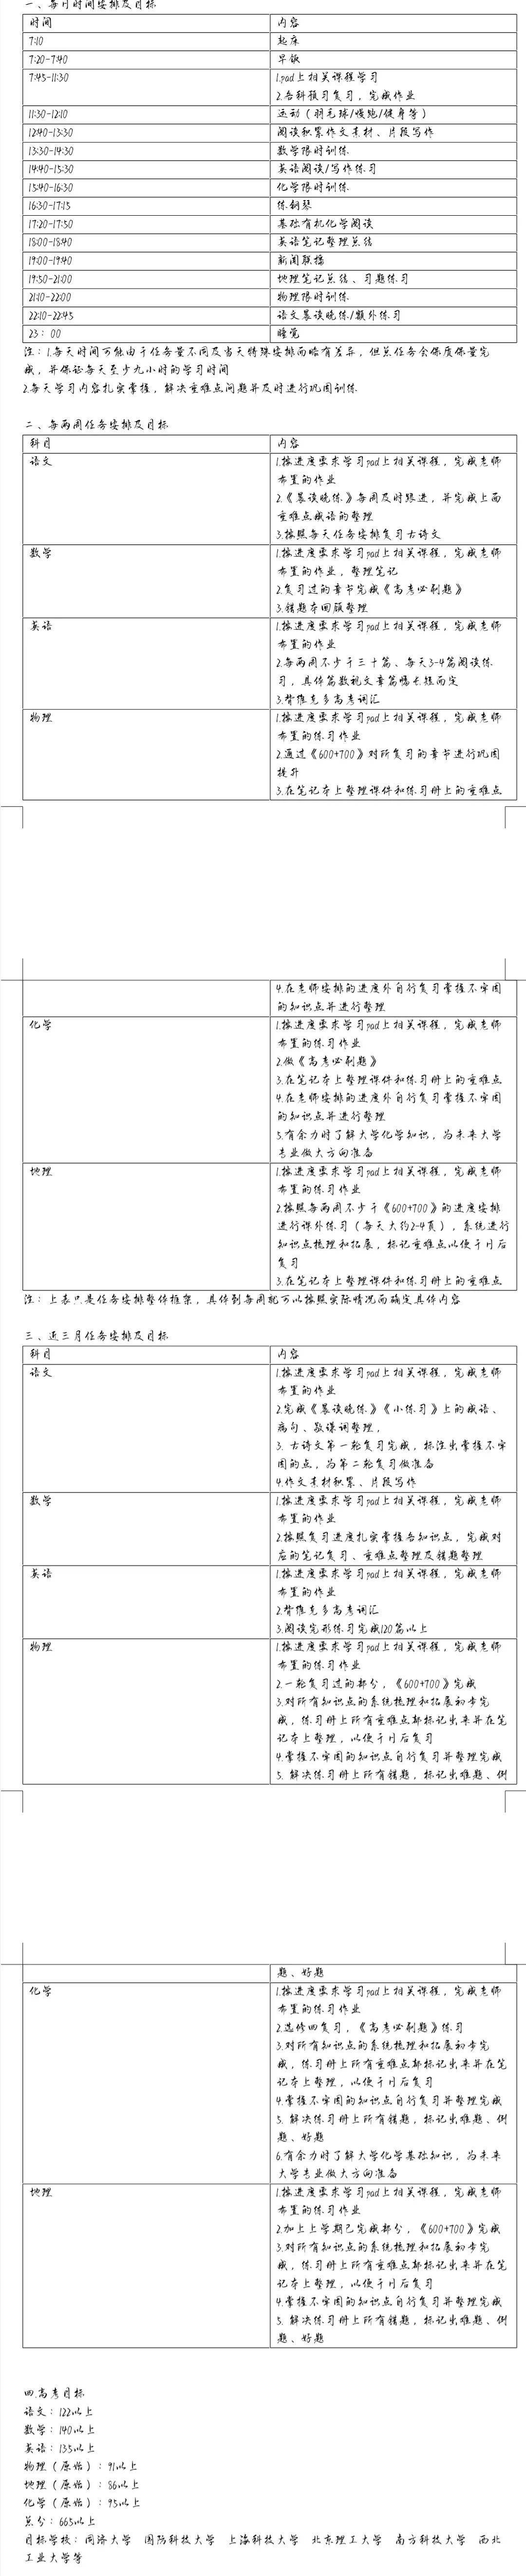 一、每日时间安排及目标
时间 内容
7:10 起床
7:20-7:40 早饭
7:45-11:30 1.pad上相关课程学习
2.各科预习复习，完成作业
11:30-12:10 运动（羽毛球/慢跑/健身等）
12:40-13:30 阅读积累作文素材、片段写作
13:30-14:30 数学限时训练
14:40-15:30 英语阅读/写作练习
15:40-16:30 化学限时训练
16:30-17:15 练钢琴
17:20-17:50 基础有机化学阅读
18:00-18:40 英语笔记整理总结
19:00-19:40 新闻联播
19:50-21:00 地理笔记总结、习题练习
21:10-22:00 物理限时训练
22:10-22:45 语文晨读晚练/额外练习
23：00 睡觉
注：1.每天时间可能由于任务量不同及当天特殊安排而略有差异，但总任务会保质保量完
成，并保证每天至少九小时的学习时间
2.每天学习内容扎实掌握，解决重难点问题并及时进行巩固训练
二、每两周任务安排及目标
科目 内容
语文 1.按进度要求学习pad上相关课程，完成老师
布置的作业
2.《晨读晚练》每周及时跟进，并完成上面
重难点成语的整理
3.按照每天任务安排复习古诗文
数学 1.按进度要求学习pad上相关课程，完成老师
布置的作业，整理笔记
2.复习过的章节完成《高考必刷题》
3.错题本回顾整理
英语 1.按进度要求学习pad上相关课程，完成老师
布置的作业
2.每两周不少于三十篇、每天3-4篇阅读练
习，具体篇数视文章篇幅长短而定
3.背维克多高考词汇
物理 1.按进度要求学习pad上相关课程，完成老师
布置的练习作业
2.通过《600+700》对所复习的章节进行巩固
提升
3.在笔记本上整理课件和练习册上的重难点
4.在老师安排的进度外自行复习掌握不牢固
的知识点并进行整理
化学 1.按进度要求学习pad上相关课程，完成老师
布置的练习作业
2.做《高考必刷题》
3.在笔记本上整理课件和练习册上的重难点
4.在老师安排的进度外自行复习掌握不牢固
的知识点并进行整理
5.有余力时了解大学化学知识，为未来大学
专业做大方向准备
地理 1.按进度要求学习pad上相关课程，完成老师
布置的练习作业
2.按照每两周不少于《600+700》的进度安排
进行课外练习（每天大约2-4页），系统进行
知识点梳理和拓展，标记重难点以便于日后
复习
3.在笔记本上整理课件和练习册上的重难点
注：上表只是任务安排整体框架，具体到每周就可以按照实际情况而确定具体内容
三、近三月任务安排及目标
科目 内容
语文 1.按进度要求学习pad上相关课程，完成老师
布置的作业
2.完成《晨读晚练》《小练习》上的成语、
病句、敬谦词整理，
3.古诗文第一轮复习完成，标注出掌握不牢
固的点，为第二轮复习做准备
4.作文素材积累、片段写作
数学 1.按进度要求学习pad上相关课程，完成老师
布置的作业
2.按照复习进度扎实掌握各知识点，完成对
应的笔记复习、重难点整理及错题整理
英语 1.按进度要求学习pad上相关课程，完成老师
布置的作业
2.背维克多高考词汇
3.阅读完形练习完成120篇以上
物理 1.按进度要求学习pad上相关课程，完成老师
布置的练习作业
2.一轮复习过的部分，《600+700》完成
3.对所有知识点的系统梳理和拓展初步完
成，练习册上所有重难点都标记出来并在笔
记本上整理，以便于日后复习
4.掌握不牢固的知识点自行复习并整理完成
5.解决练习册上所有错题，标记出难题、例
题、好题
化学 1.按进度要求学习pad上相关课程，完成老师
布置的练习作业
2.选修四复习，《高考必刷题》练习
3.对所有知识点的系统梳理和拓展初步完
成，练习册上所有重难点都标记出来并在笔
记本上整理，以便于日后复习
4.掌握不牢固的知识点自行复习并整理完成
5.解决练习册上所有错题，标记出难题、例
题、好题
6.有余力时了解大学化学基础知识，为未来
大学专业做大方向准备
地理 1.按进度要求学习pad上相关课程，完成老师
布置的练习作业
2.加上上学期已完成部分，《600+700》完成
3.对所有知识点的系统梳理和拓展初步完
成，练习册上所有重难点都标记出来并在笔
记本上整理，以便于日后复习
4.掌握不牢固的知识点自行复习并整理完成
5.解决练习册上所有错题，标记出难题、例
题、好题
四.高考目标
语文：122以上
数学：140以上
英语：135以上
物理（原始）：91以上
地理（原始）：86以上
化学（原始）：95以上
总分：665以上
目标学校：同济大学 国防科技大学 上海科技大学 北京理工大学 南方科技大学 西北
工业大学等